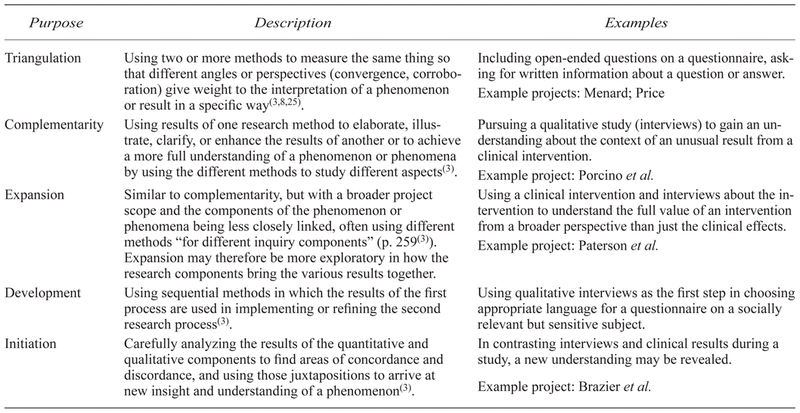 Purpose Description Examples
Triangulation Using two or more methods to measure the same thing so Including open-ended questions on a questionnaire, ask-
that different angles or perspectives (convergence, corrobo- ing for written information about a question or answer.
ration) give weight to the interpretation of a phenomenon Example projects: Menard; Price
or result in a specific way(3,8,25).
Complementarity Using results of one research method to elaborate, illus- Pursuing a qualitative study (interviews) to gain an un-
trate, clarify, or enhance the results of another or to achieve derstanding about the context of an unusual result from a
a more full understanding of a phenomenon or phenomena clinical intervention.
by using the different methods to study different aspects(3). Example project: Porcino et al.
Expansion Similar to complementarity, but with a broader project Using a clinical intervention and interviews about the in-
scope and the components of the phenomenon or tervention to understand the full value of an intervention
phenomena being less closely linked, often using different from a broader perspective than just the clinical effects.
methods “for different inquiry components” (p. 259(3)). Example project: Paterson et al.
Expansion may therefore be more exploratory in how the
research components bring the various results together.
Development Using sequential methods in which the results of the first Using qualitative interviews as the first step in choosing
process are used in implementing or refining the second appropriate language for a questionnaire on a socially
research process(3). relevant but sensitive subject.
Initiation Carefully analyzing the results of the quantitative and In contrasting interviews and clinical results during a
qualitative components to find areas of concordance and study, a new understanding may be revealed.
discordance, and using those juxtapositions to arrive at Example project: Brazier et al.
new insight and understanding of a phenomenon(3).